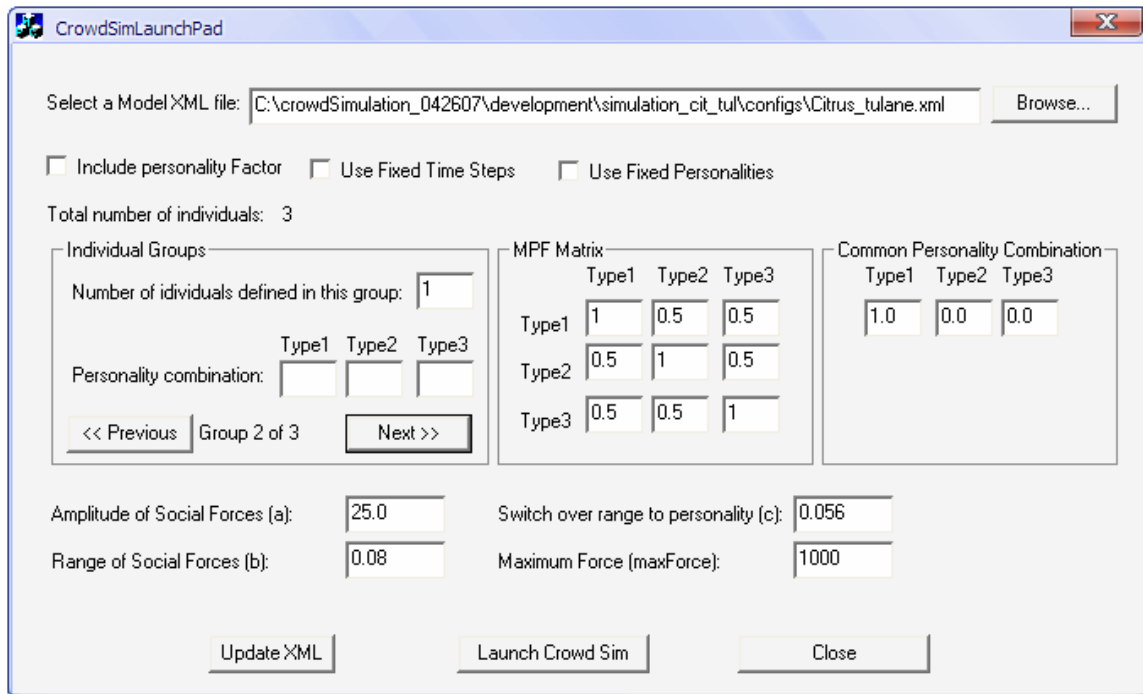 CrowdSimLaunchPad
Select a Model XML file: C:\crowdSimulation_042607\development\simulation_cit_tul\configs\Citrus_tulane.xml Browse...
Include personality Factor Use Fixed Time Steps Use Fixed Personalities
Total number of individuals: 3
Individual Groups
Number of idividuals defined in this group: 1
Type1 Type2 Type3
Personality combination:
<< Previous Group 2 of 3 Next >>
MPF Matrix
Type1 Type2 Type3
Type1 1 0.5 0.5
Type2 0.5 1 0.5
Type3 0.5 0.5 1
Common Personality Combination
Type1 Type2 Type3
1.0 0.0 0.0
Amplitude of Social Forces (a): 25.0 Switch over range to personality (c): 0.056
Range of Social Forces (b): 0.08 Maximum Force (maxForce): 1000
Update XML Launch Crowd Sim Close